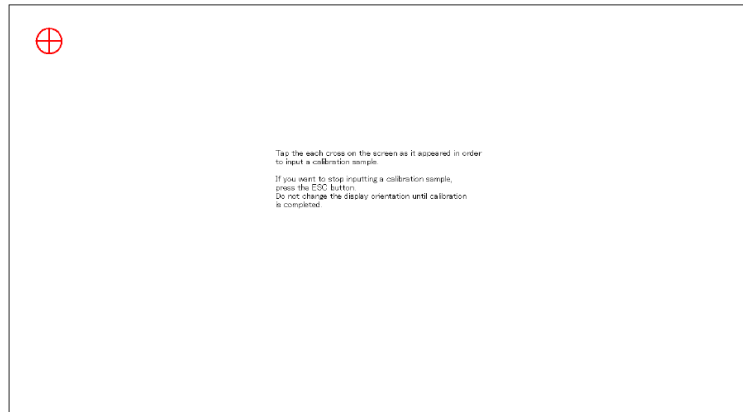 Tap the each cross on the screen as it appeared in order
to input a calibration sample.
If you want to stop inputting a calibration sample,
press the ESC button.
Do not change the display orientation until calibration
is completed.